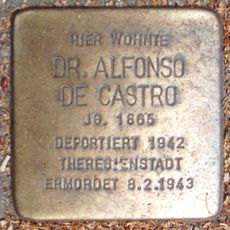 HIER WOHNTE
DR. ALFONSO
DE CASTRO
JG. 1865
DEPORTIERT 1942
THERESIENSTADT
ERMORDET 8.2.1943